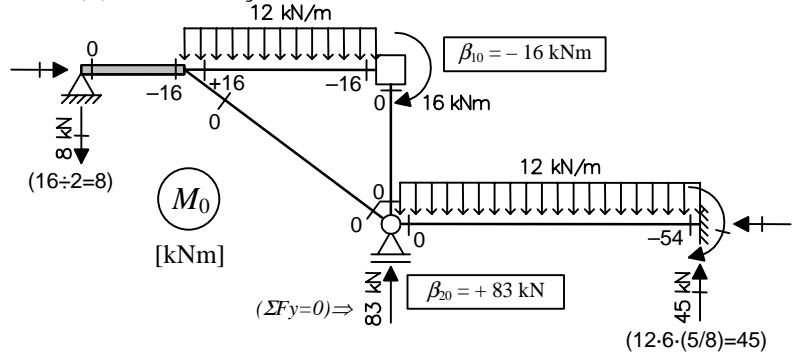 12 kN/m
β10 = – 16 kNm
0
–16
+16
–16
0
0
16 kNm
8 kN
(16÷2=8)
M0
[kNm]
12 kN/m
0
0
0
–54
83 kN
β20 = + 83 kN
(ΣFy=0)⇒
45 kN
(12·6·(5/8)=45)